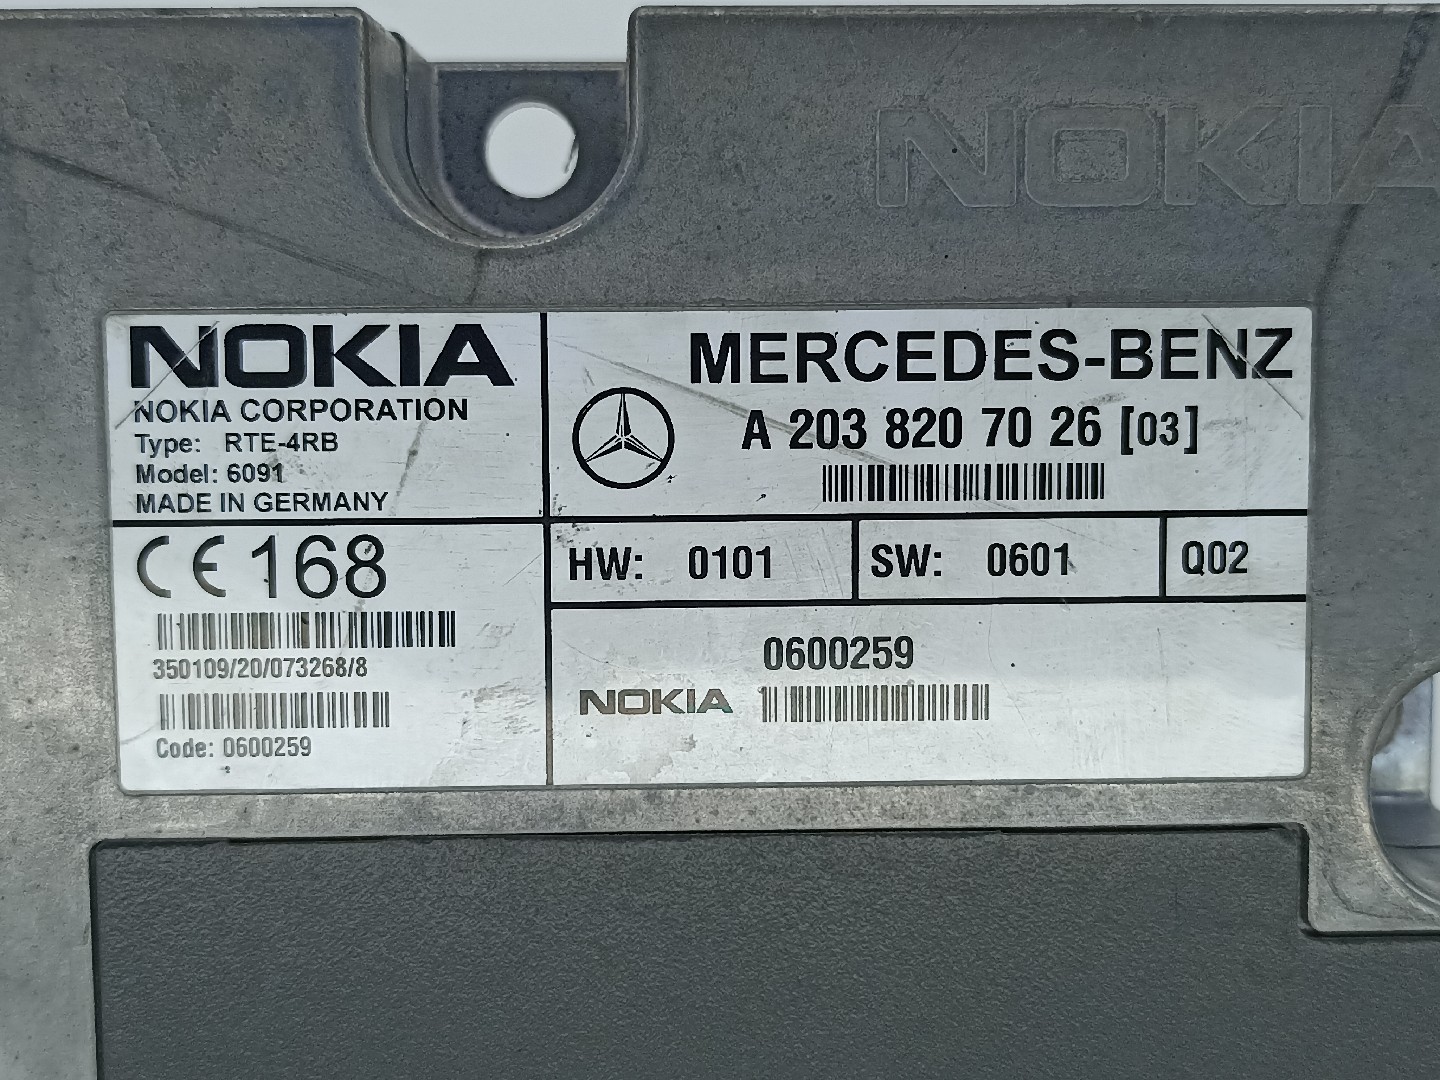 NOKIA
NOKIA
NOKIA CORPORATION
Type: RTE-4RB
Model: 6091
MADE IN GERMANY
CE 168
350109/20/073268/8
Code: 0600259
MERCEDES-BENZ
A 203 820 70 26 [03]
HW: 0101
SW: 0601
Q02
0600259
NOKIA